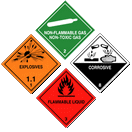 NON-FLAMMABLE GAS
NON-TOXIC GAS
2
EXPLOSIVES
1.1
1
CORROSIVE
8
FLAMMABLE LIQUID
3